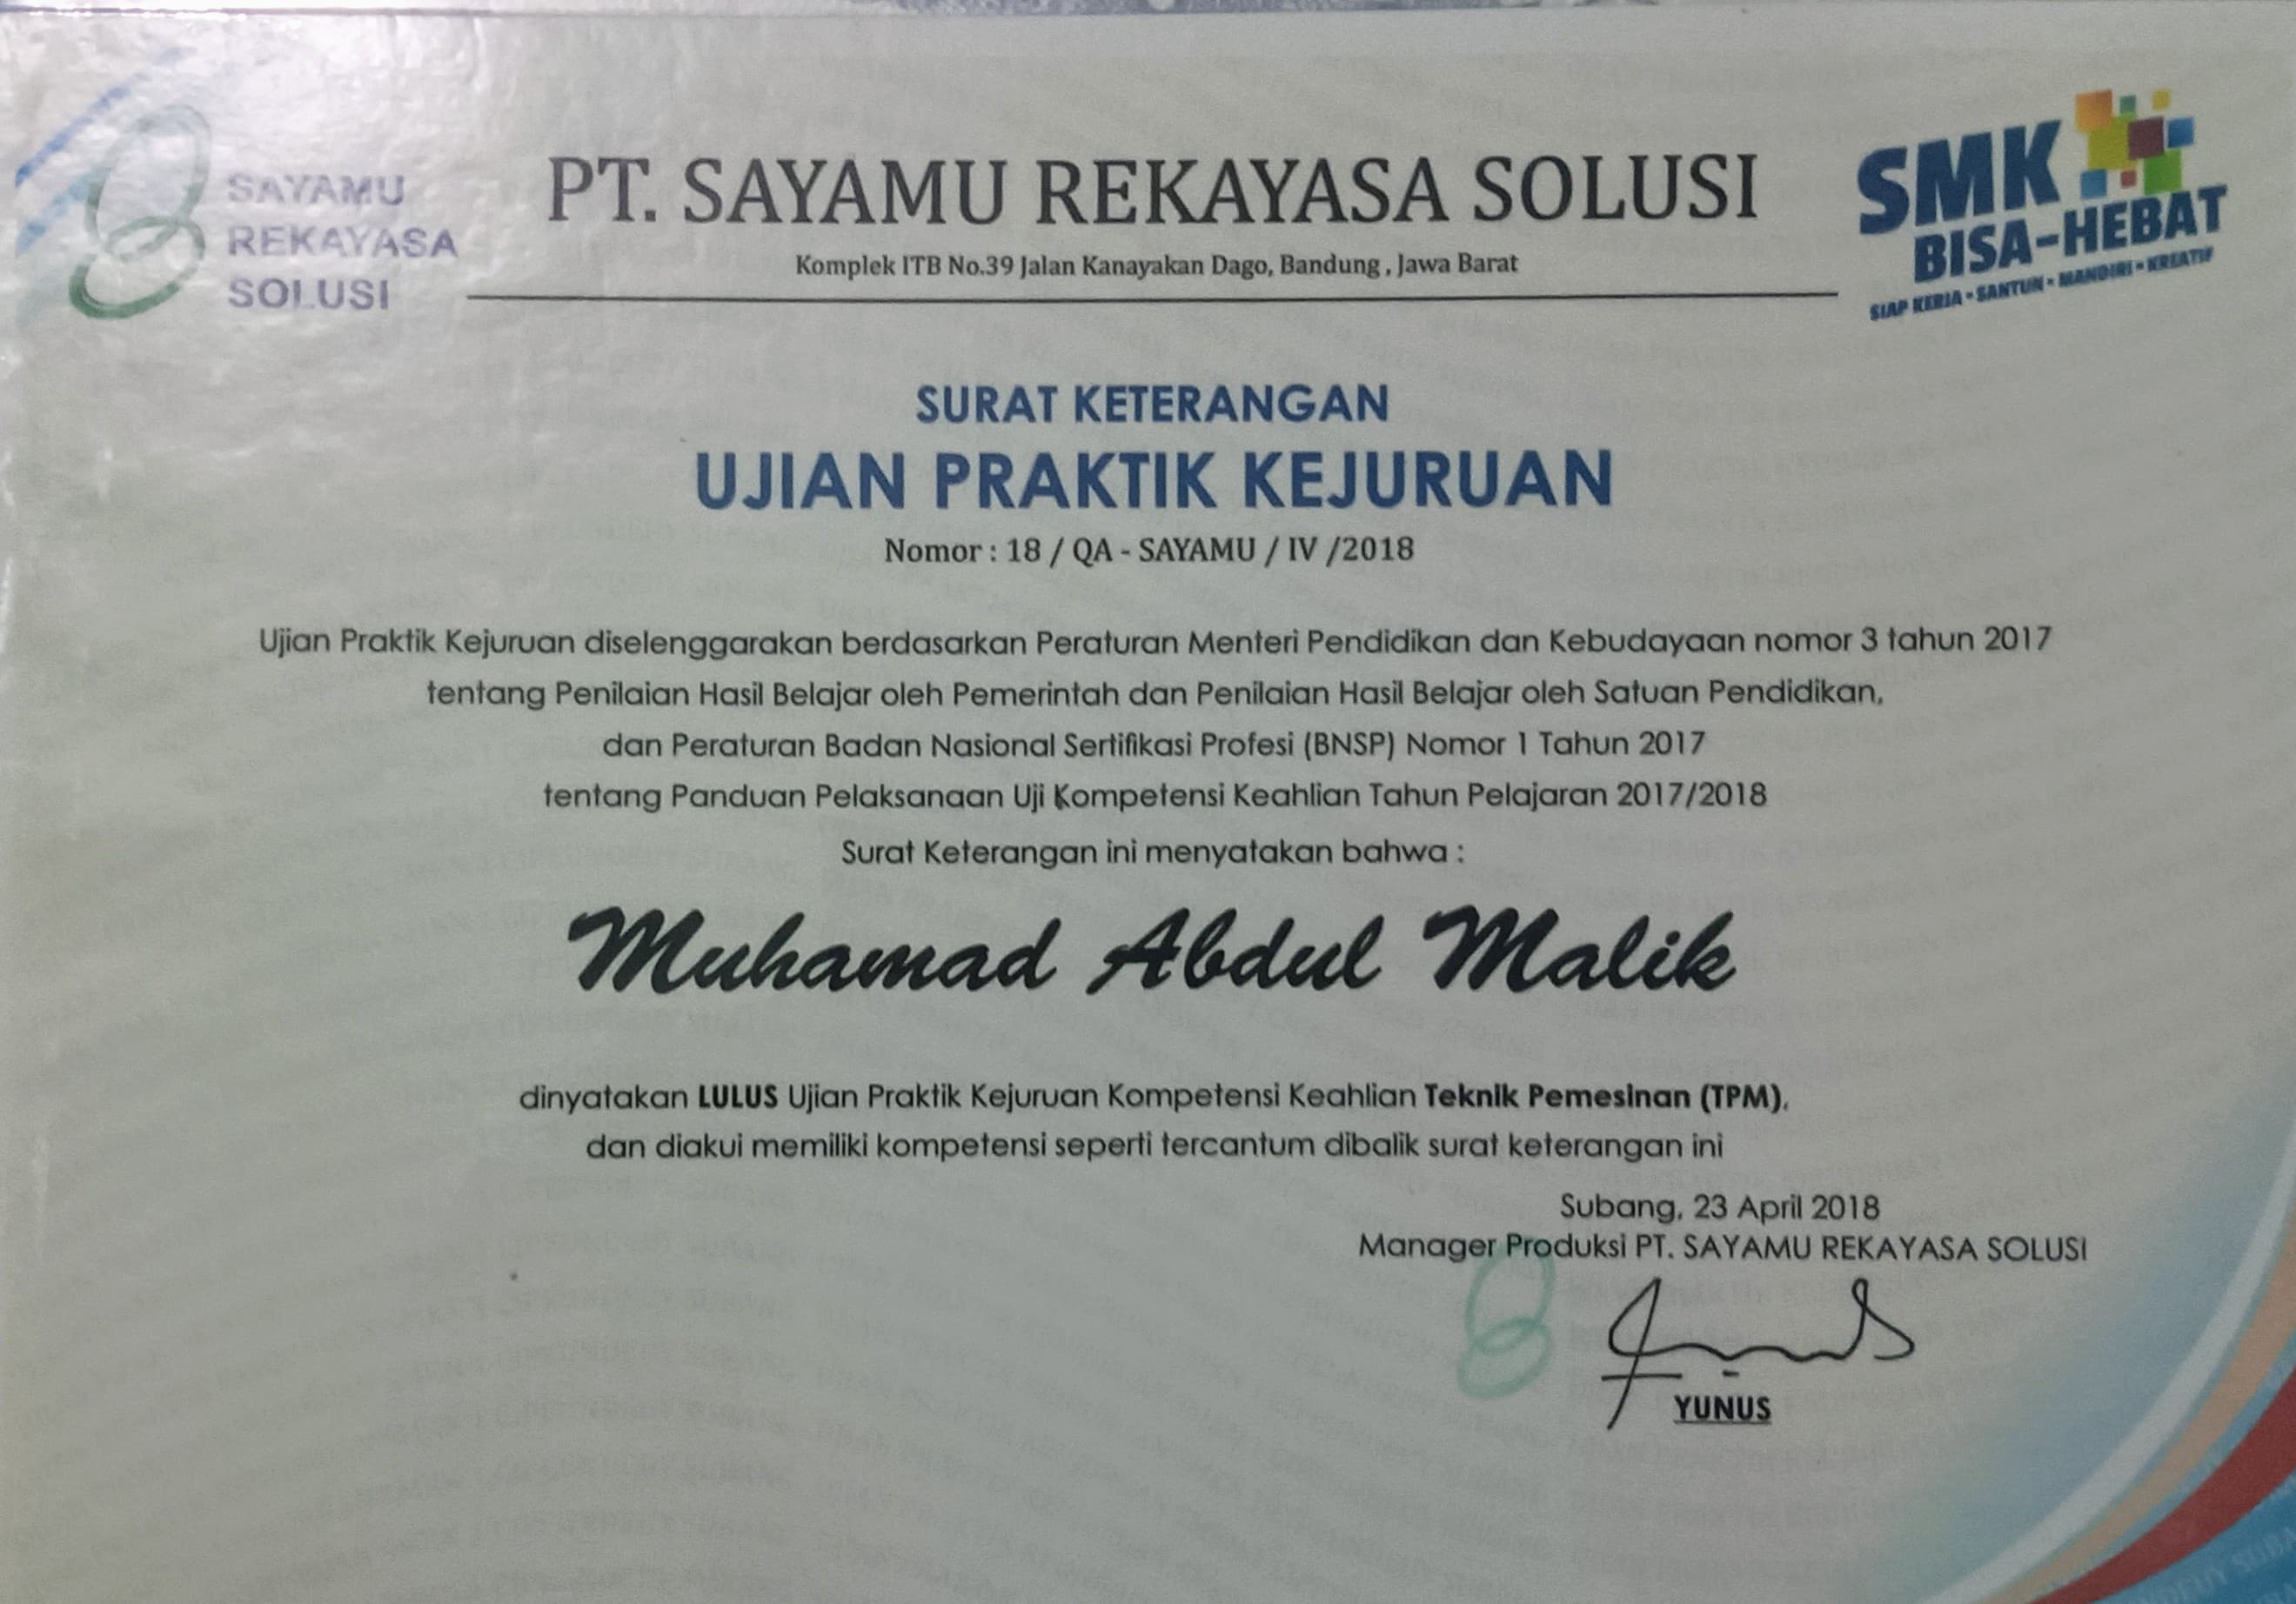 SAYAMU
REKAYASA
SOLUSI
PT. SAYAMU REKAYASA SOLUSI
Komplek ITB No.39 Jalan Kanayakan Dago, Bandung , Jawa Barat
SMK
BISA-HEBAT
SIAP KERJA • SANTUN • MANDIRI • KREATIF
SURAT KETERANGAN
UJIAN PRAKTIK KEJURUAN
Nomor : 18 / QA - SAYAMU / IV /2018
Ujian Praktik Kejuruan diselenggarakan berdasarkan Peraturan Menteri Pendidikan dan Kebudayaan nomor 3 tahun 2017
tentang Penilaian Hasil Belajar oleh Pemerintah dan Penilaian Hasil Belajar oleh Satuan Pendidikan,
dan Peraturan Badan Nasional Sertifikasi Profesi (BNSP) Nomor 1 Tahun 2017
tentang Panduan Pelaksanaan Uji Kompetensi Keahlian Tahun Pelajaran 2017/2018
Surat Keterangan ini menyatakan bahwa :
Muhamad Abdul Malik
dinyatakan LULUS Ujian Praktik Kejuruan Kompetensi Keahlian Teknik Pemesinan (TPM),
dan diakui memiliki kompetensi seperti tercantum dibalik surat keterangan ini
Subang, 23 April 2018
Manager Produksi PT. SAYAMU REKAYASA SOLUSI
YUNUS